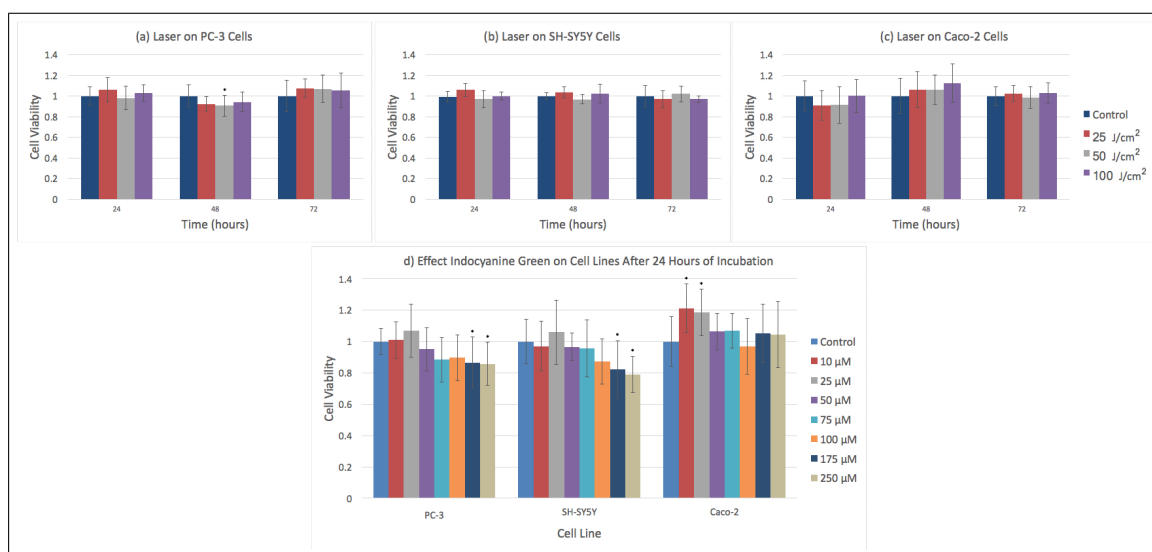 (a) Laser on PC-3 Cells
1.4
1.2
1
0.8
0.6
0.4
0.2
0
Cell Viability
24 48 72
Time (hours)
(b) Laser on SH-SY5Y Cells
1.4
1.2
1
0.8
0.6
0.4
0.2
0
Cell Viability
24 48 72
Time (hours)
(c) Laser on Caco-2 Cells
1.4
1.2
1
0.8
0.6
0.4
0.2
0
Cell Viability
24 48 72
Time (hours)
Control
25 J/cm²
50 J/cm²
100 J/cm²
d) Effect Indocyanine Green on Cell Lines After 24 Hours of Incubation
1.4
1.2
1
0.8
0.6
0.4
0.2
0
Cell Viability
PC-3 SH-SY5Y Caco-2
Cell Line
Control
10 µM
25 µM
50 µM
75 µM
100 µM
175 µM
250 µM